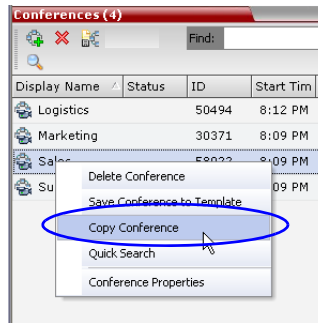 Conferences (4)
Find:
Display Name Status ID Start Tim
Logistics 50494 8:12 PM
Marketing 30371 8:09 PM
Sales 8:09 PM
Su 09 PM
Delete Conference
Save Conference to Template
Copy Conference
Quick Search
Conference Properties